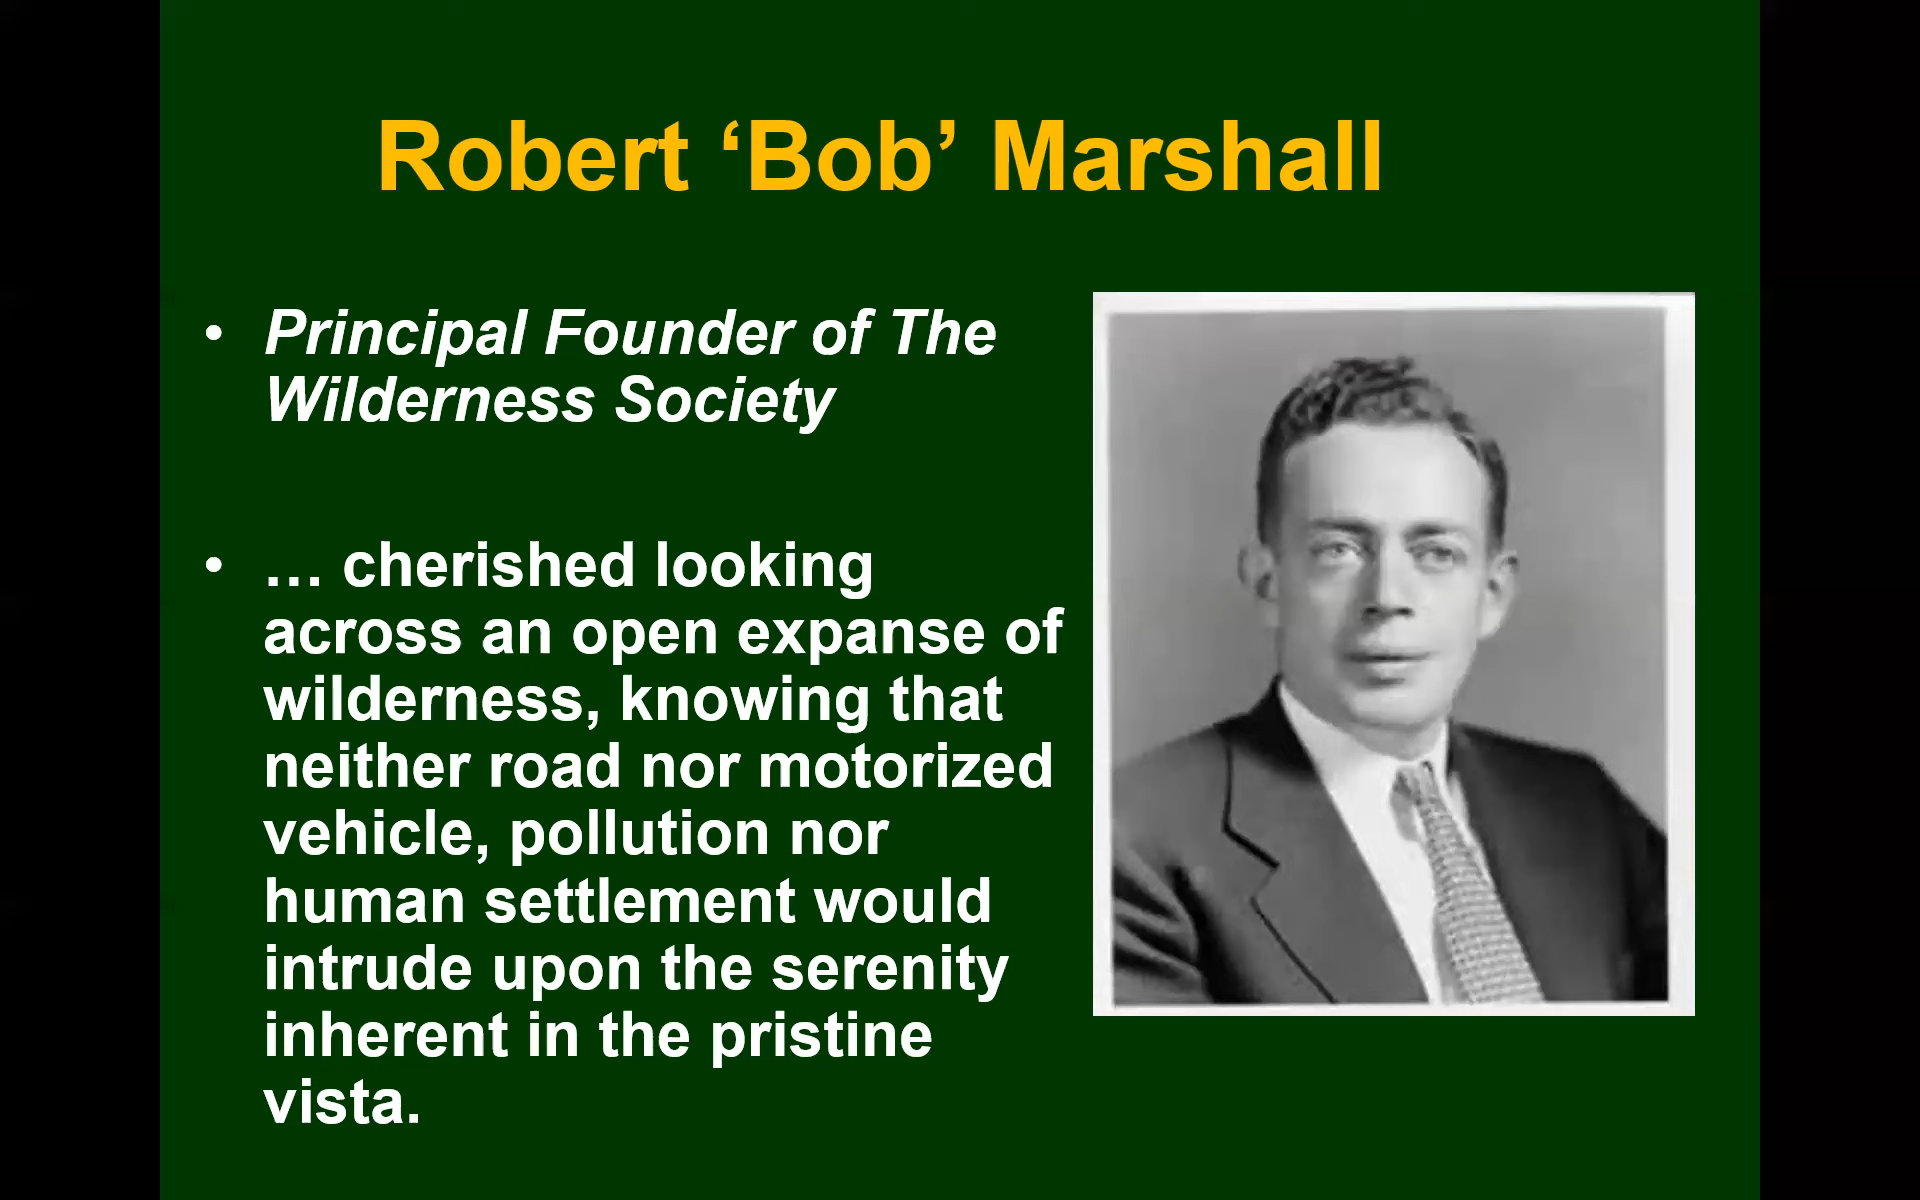 Robert ‘Bob’ Marshall
• Principal Founder of The
Wilderness Society
• … cherished looking
across an open expanse of
wilderness, knowing that
neither road nor motorized
vehicle, pollution nor
human settlement would
intrude upon the serenity
inherent in the pristine
vista.